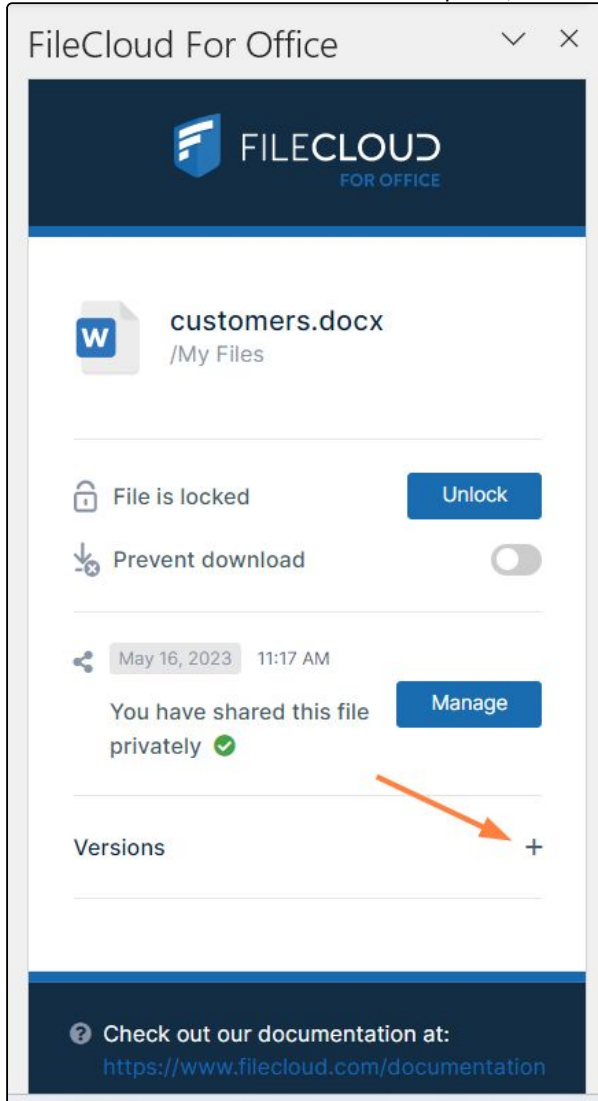 FileCloud For Office
FILECLOUD
FOR OFFICE
W
customers.docx
/My Files
File is locked
Unlock
Prevent download
May 16, 2023 11:17 AM
You have shared this file
privately
Manage
Versions
Check out our documentation at:
https://www.filecloud.com/documentation